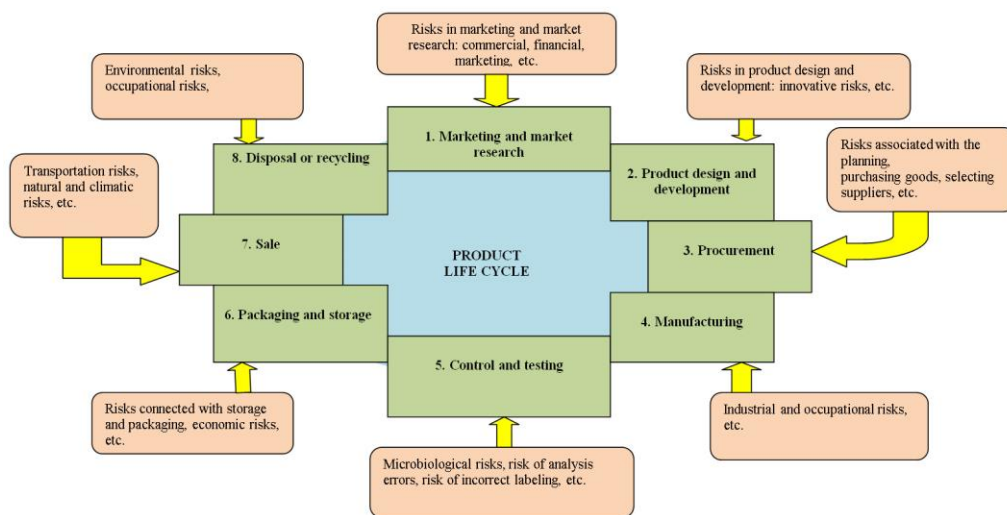 Risks in marketing and market
research: commercial, financial,
marketing, etc.
Environmental risks,
occupational risks,
Risks in product design and
development: innovative risks, etc.
1. Marketing and market
research
8. Disposal or recycling
2. Product design and
development
Risks associated with the
planning,
purchasing goods, selecting
suppliers, etc.
Transportation risks,
natural and climatic
risks, etc.
7. Sale
PRODUCT
LIFE CYCLE
3. Procurement
6. Packaging and storage
4. Manufacturing
5. Control and testing
Risks connected with storage
and packaging, economic risks,
etc.
Industrial and occupational risks,
etc.
Microbiological risks, risk of analysis
errors, risk of incorrect labeling, etc.